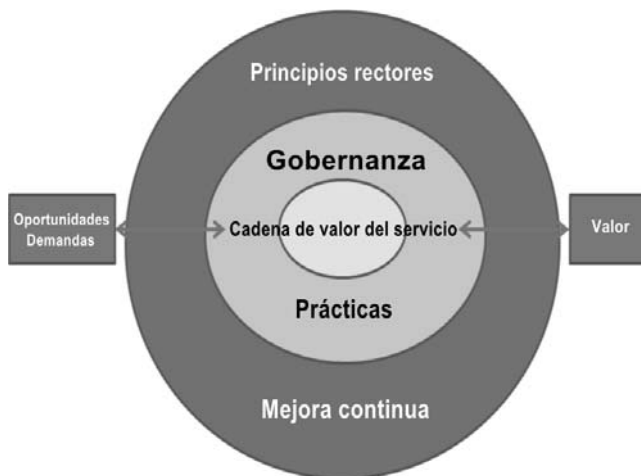 Principios rectores
Gobernanza
Oportunidades
Demandas
Cadena de valor del servicio
Valor
Prácticas
Mejora continua